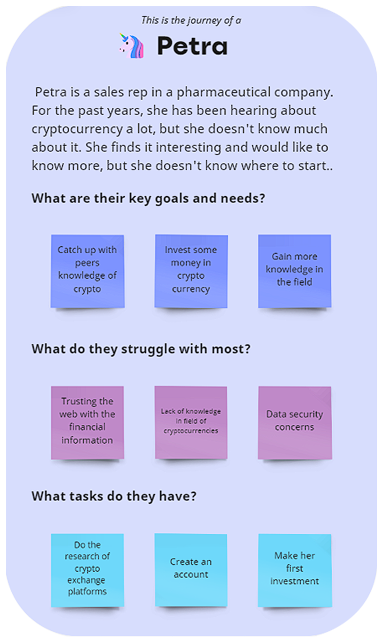 This is the journey of a
Petra
Petra is a sales rep in a pharmaceutical company.
For the past years, she has been hearing about
cryptocurrency a lot, but she doesn't know much
about it. She finds it interesting and would like to
know more, but she doesn't know where to start..
What are their key goals and needs?
Catch up with
peers
knowledge of
crypto
Invest some
money in
crypto
currency
Gain more
knowledge in
the field
What do they struggle with most?
Trusting the
web with the
financial
information
Lack of knowledge
in field of
cryptocurrencies
Data security
concerns
What tasks do they have?
Do the
research of
crypto
exchange
platforms
Create an
account
Make her
first
investment